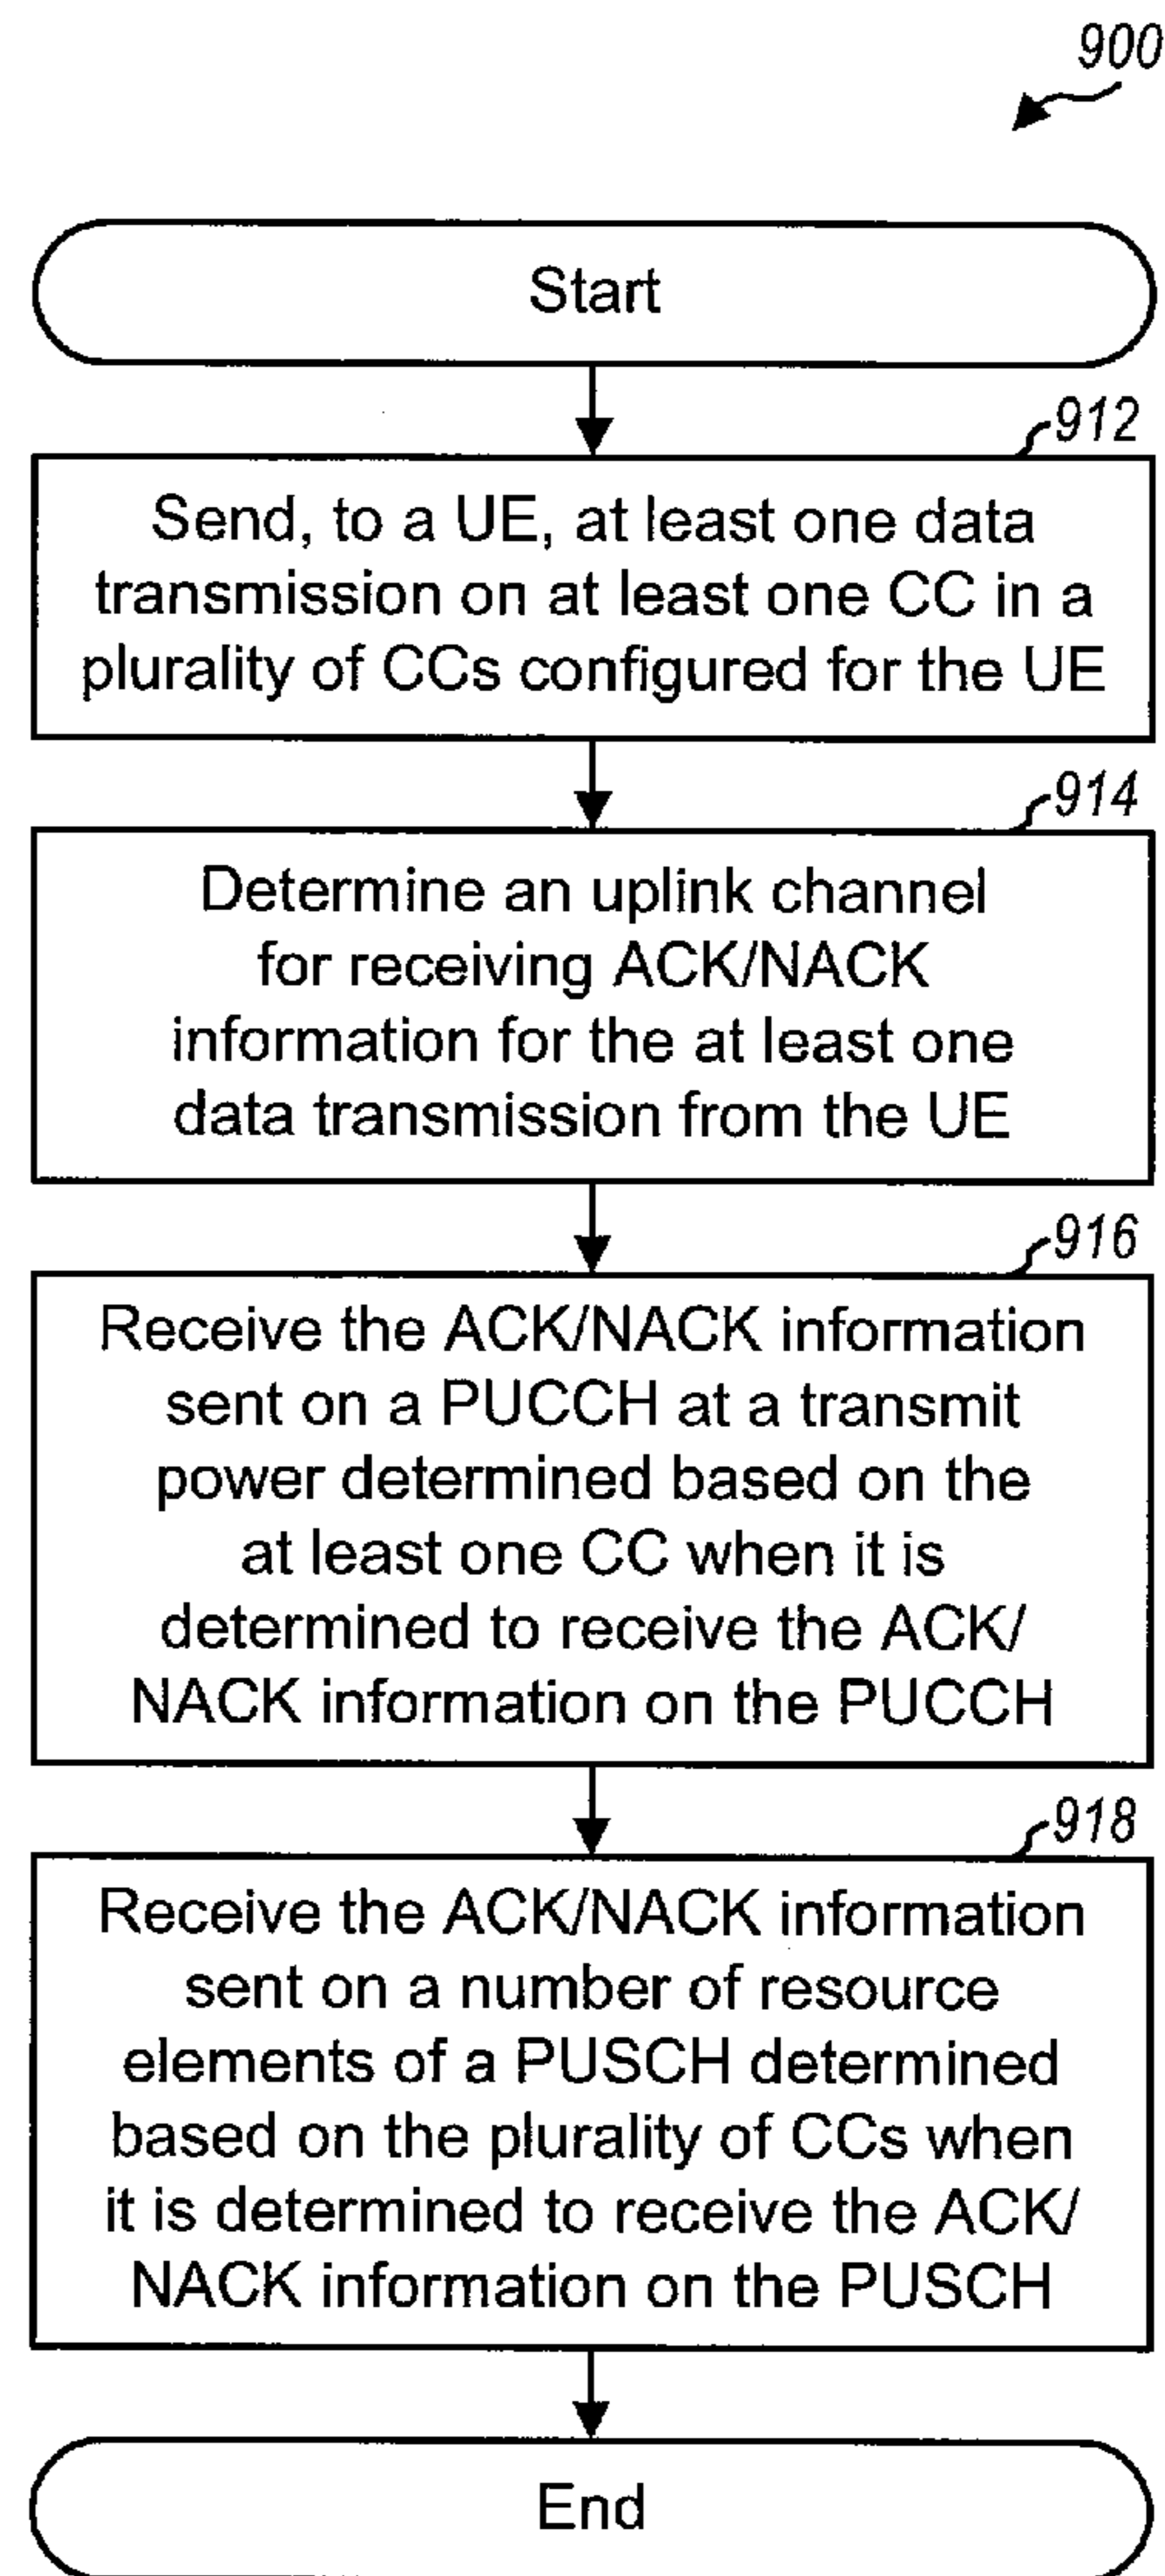 900
Start
912
Send, to a UE, at least one data
transmission on at least one CC in a
plurality of CCs configured for the UE
914
Determine an uplink channel
for receiving ACK/NACK
information for the at least one
data transmission from the UE
916
Receive the ACK/NACK information
sent on a PUCCH at a transmit
power determined based on the
at least one CC when it is
determined to receive the ACK/
NACK information on the PUCCH
918
Receive the ACK/NACK information
sent on a number of resource
elements of a PUSCH determined
based on the plurality of CCs when
it is determined to receive the ACK/
NACK information on the PUSCH
End